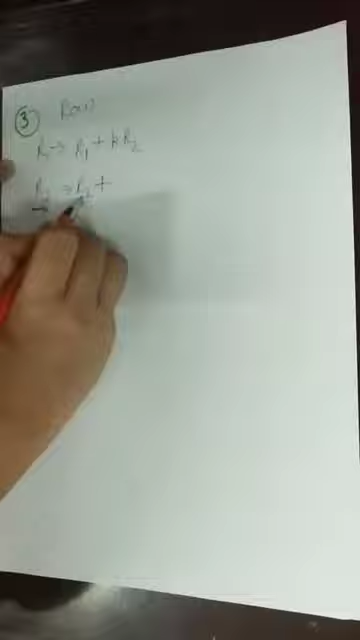 ③
R₁ → R₁ + k R₂
R₂ → R₂ +